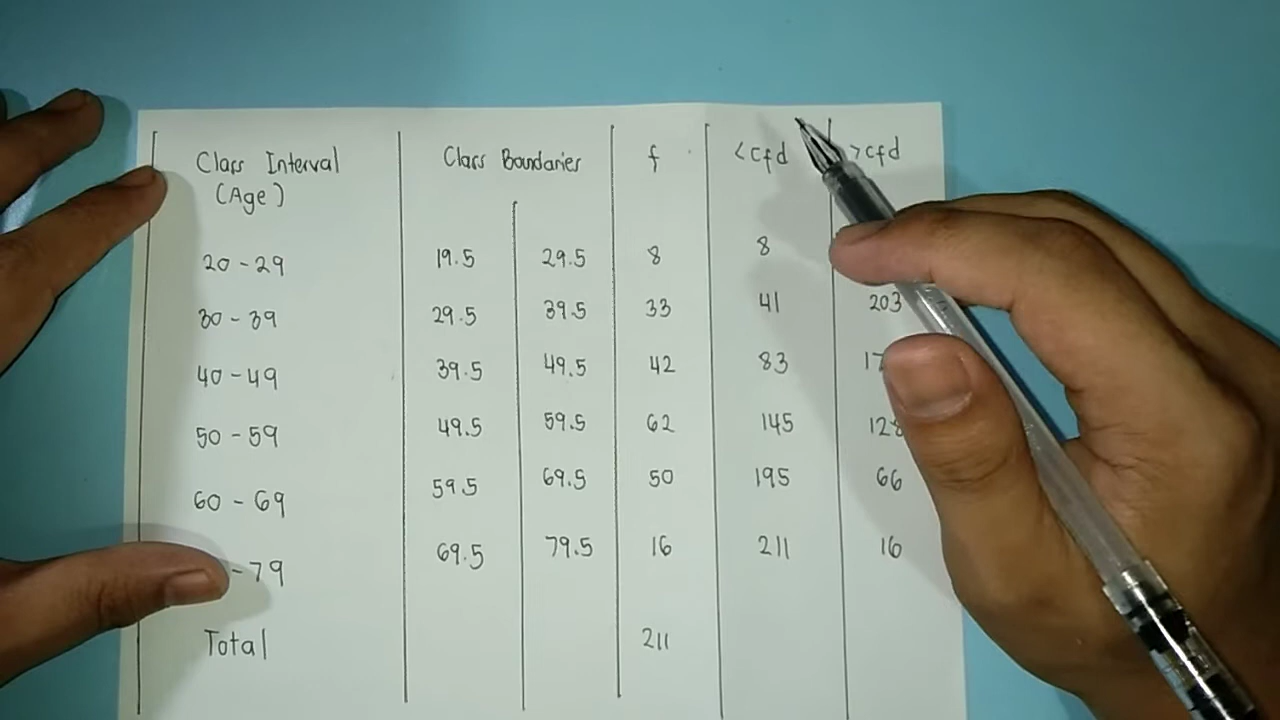 Class Interval (Age) Class Boundaries f <cfd >cfd
20 - 29 19.5 29.5 8 8
30 - 39 29.5 39.5 33 41 203
40 - 49 39.5 49.5 42 83
50 - 59 49.5 59.5 62 145 128
60 - 69 59.5 69.5 50 195 66
- 79 69.5 79.5 16 211 16
Total 211